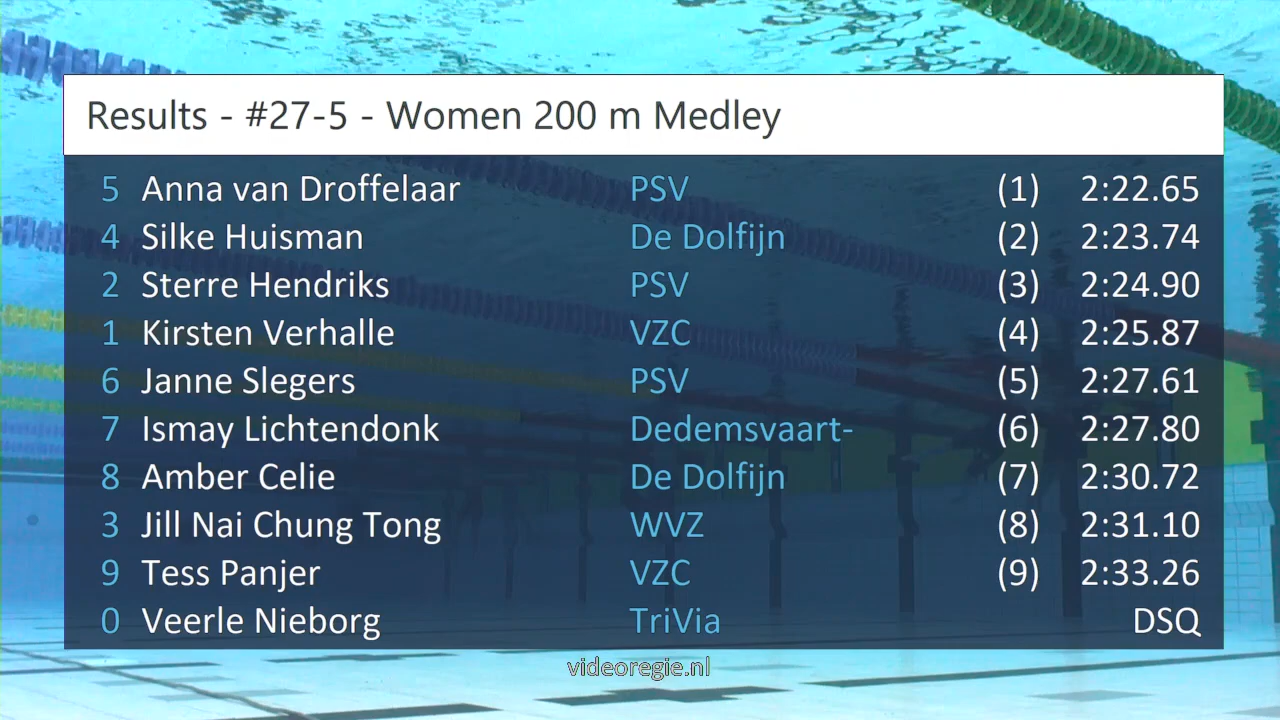 Results - #27-5 - Women 200 m Medley
5 Anna van Droffelaar PSV (1) 2:22.65
4 Silke Huisman De Dolfijn (2) 2:23.74
2 Sterre Hendriks PSV (3) 2:24.90
1 Kirsten Verhalle VZC (4) 2:25.87
6 Janne Slegers PSV (5) 2:27.61
7 Ismay Lichtendonk Dedemsvaart- (6) 2:27.80
8 Amber Celie De Dolfijn (7) 2:30.72
3 Jill Nai Chung Tong WVZ (8) 2:31.10
9 Tess Panjer VZC (9) 2:33.26
0 Veerle Nieborg TriVia DSQ
videoregie.nl